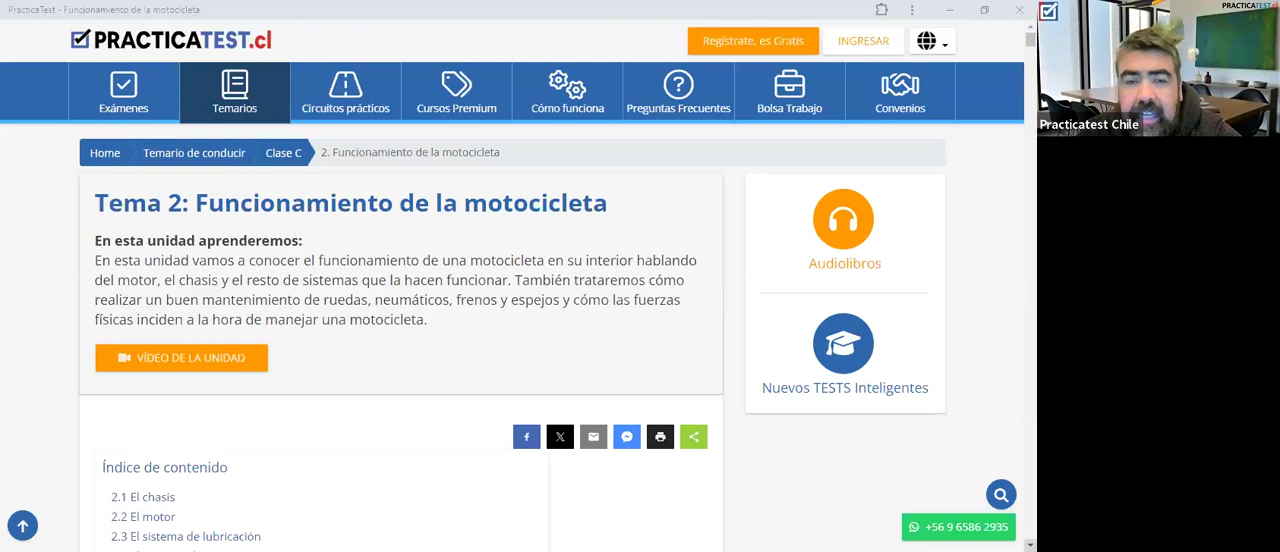 PracticaTest - Funcionamiento de la motocicleta
PRACTICATEST.cl
Regístrate, es Gratis
INGRESAR
Exámenes
Temarios
Circuitos prácticos
Cursos Premium
Cómo funciona
Preguntas Frecuentes
Bolsa Trabajo
Convenios
Home
Temario de conducir
Clase C
2. Funcionamiento de la motocicleta
Tema 2: Funcionamiento de la motocicleta
En esta unidad aprenderemos:
En esta unidad vamos a conocer el funcionamiento de una motocicleta en su interior hablando
del motor, el chasis y el resto de sistemas que la hacen funcionar. También trataremos cómo
realizar un buen mantenimiento de ruedas, neumáticos, frenos y espejos y cómo las fuerzas
físicas inciden a la hora de manejar una motocicleta.
VÍDEO DE LA UNIDAD
Audiolibros
Nuevos TESTS Inteligentes
Índice de contenido
2.1 El chasis
2.2 El motor
2.3 El sistema de lubricación
+56 9 6586 2935
PRACTICATEST.cl
Practicatest Chile